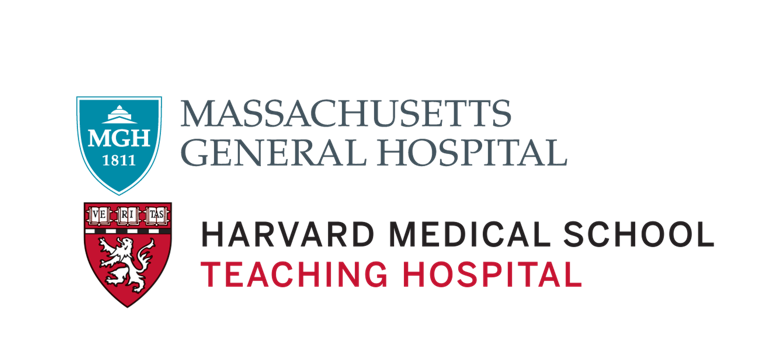 MASSACHUSETTS
GENERAL HOSPITAL
MGH
1811
VE RI TAS
HARVARD MEDICAL SCHOOL
TEACHING HOSPITAL